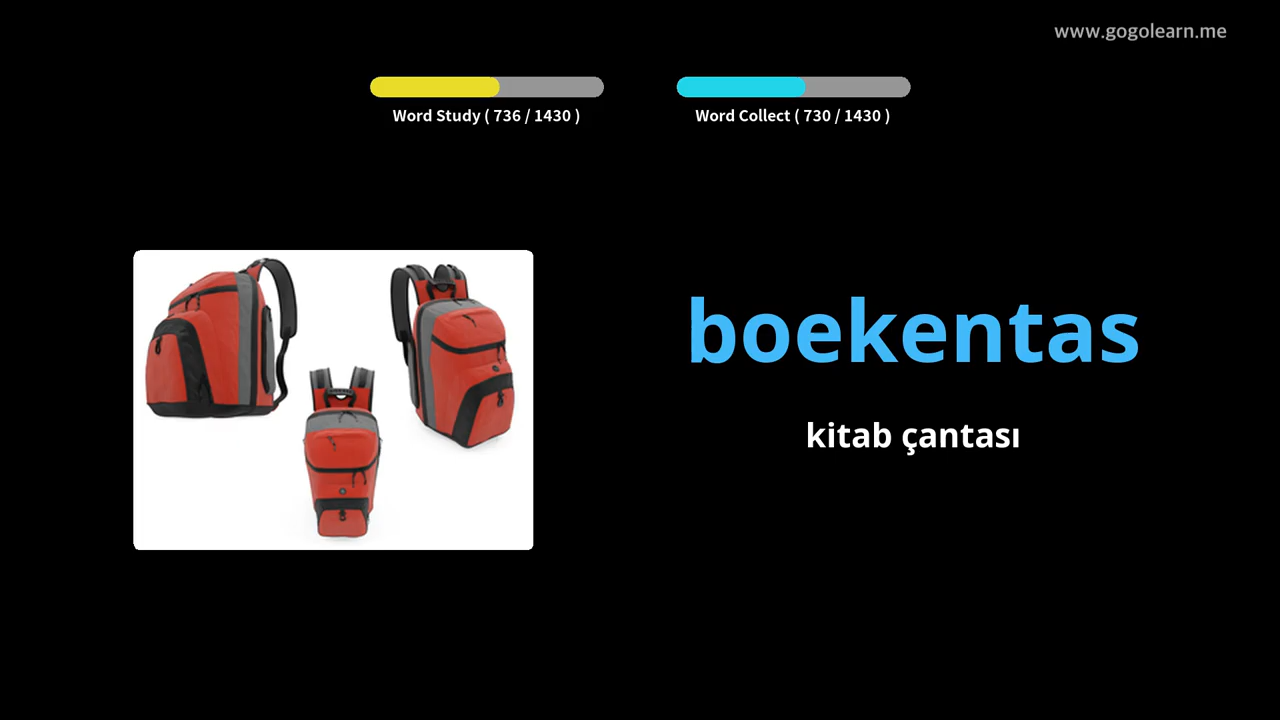 www.gogolearn.me
Word Study ( 736 / 1430 )
Word Collect ( 730 / 1430 )
boekentas
kitab çantası